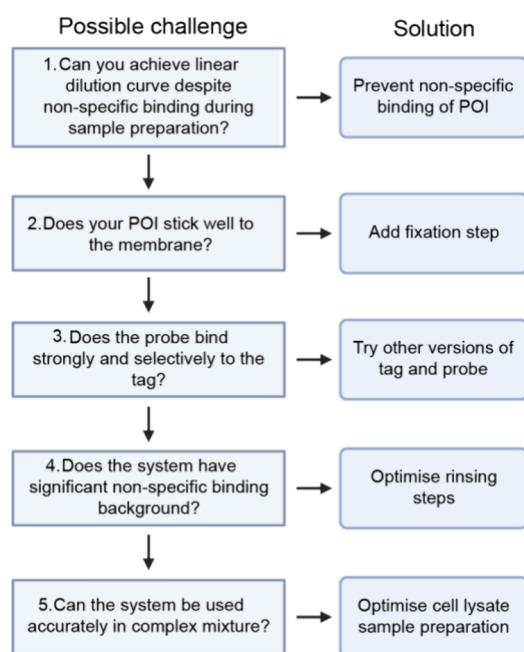 Possible challenge
Solution
1.Can you achieve linear
dilution curve despite
non-specific binding during
sample preparation?
Prevent non-specific
binding of POI
2.Does your POI stick well to
the membrane?
Add fixation step
3.Does the probe bind
strongly and selectively to the
tag?
Try other versions of
tag and probe
4.Does the system have
significant non-specific binding
background?
Optimise rinsing
steps
5.Can the system be used
accurately in complex mixture?
Optimise cell lysate
sample preparation